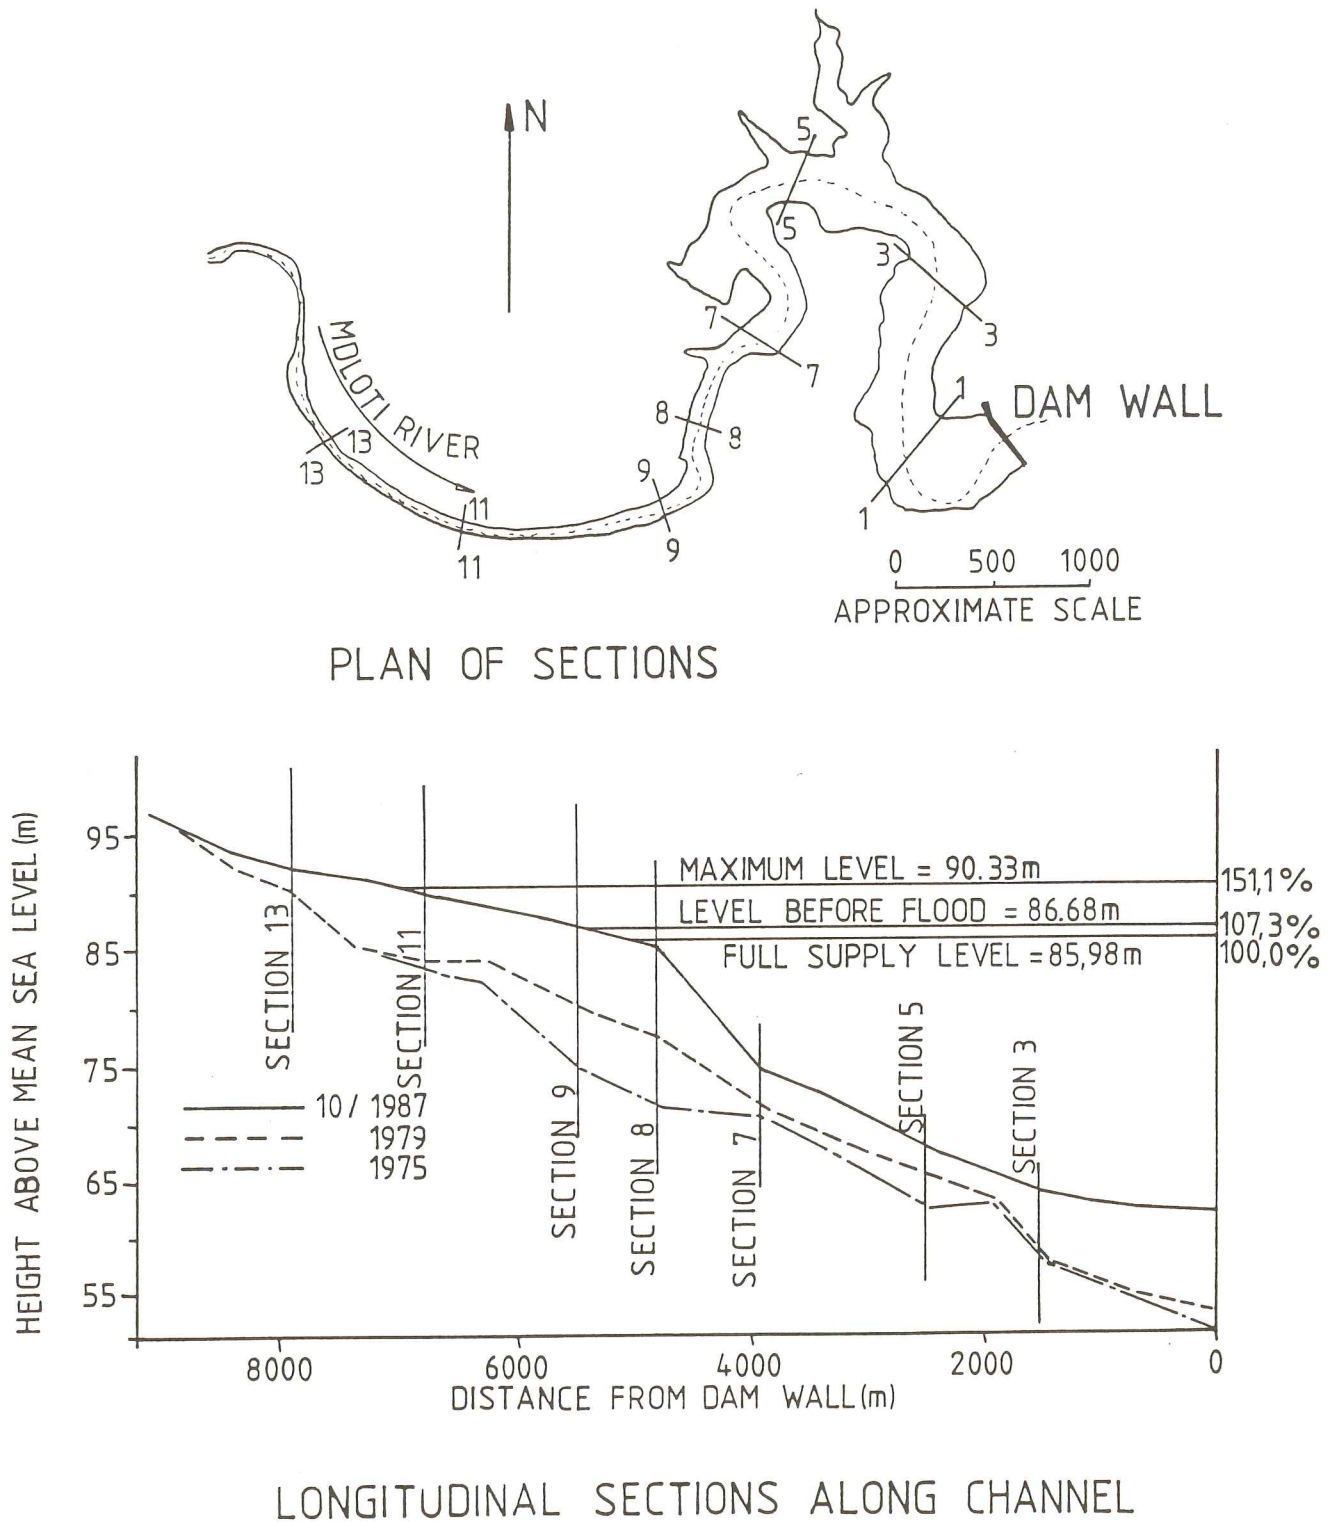 N
5
5
3
3
7
7
1
1
DAM WALL
MDLOTI RIVER
8
8
13
13
9
9
11
11
0 500 1000
APPROXIMATE SCALE
PLAN OF SECTIONS
HEIGHT ABOVE MEAN SEA LEVEL (m)
95
85
75
65
55
MAXIMUM LEVEL = 90.33m
151,1%
LEVEL BEFORE FLOOD = 86.68m
107,3%
FULL SUPPLY LEVEL = 85,98m
100,0%
SECTION 13
SECTION 11
SECTION 9
SECTION 8
SECTION 7
SECTION 5
SECTION 3
10/ 1987
1979
1975
8000 6000 4000 2000 0
DISTANCE FROM DAM WALL (m)
LONGITUDINAL SECTIONS ALONG CHANNEL